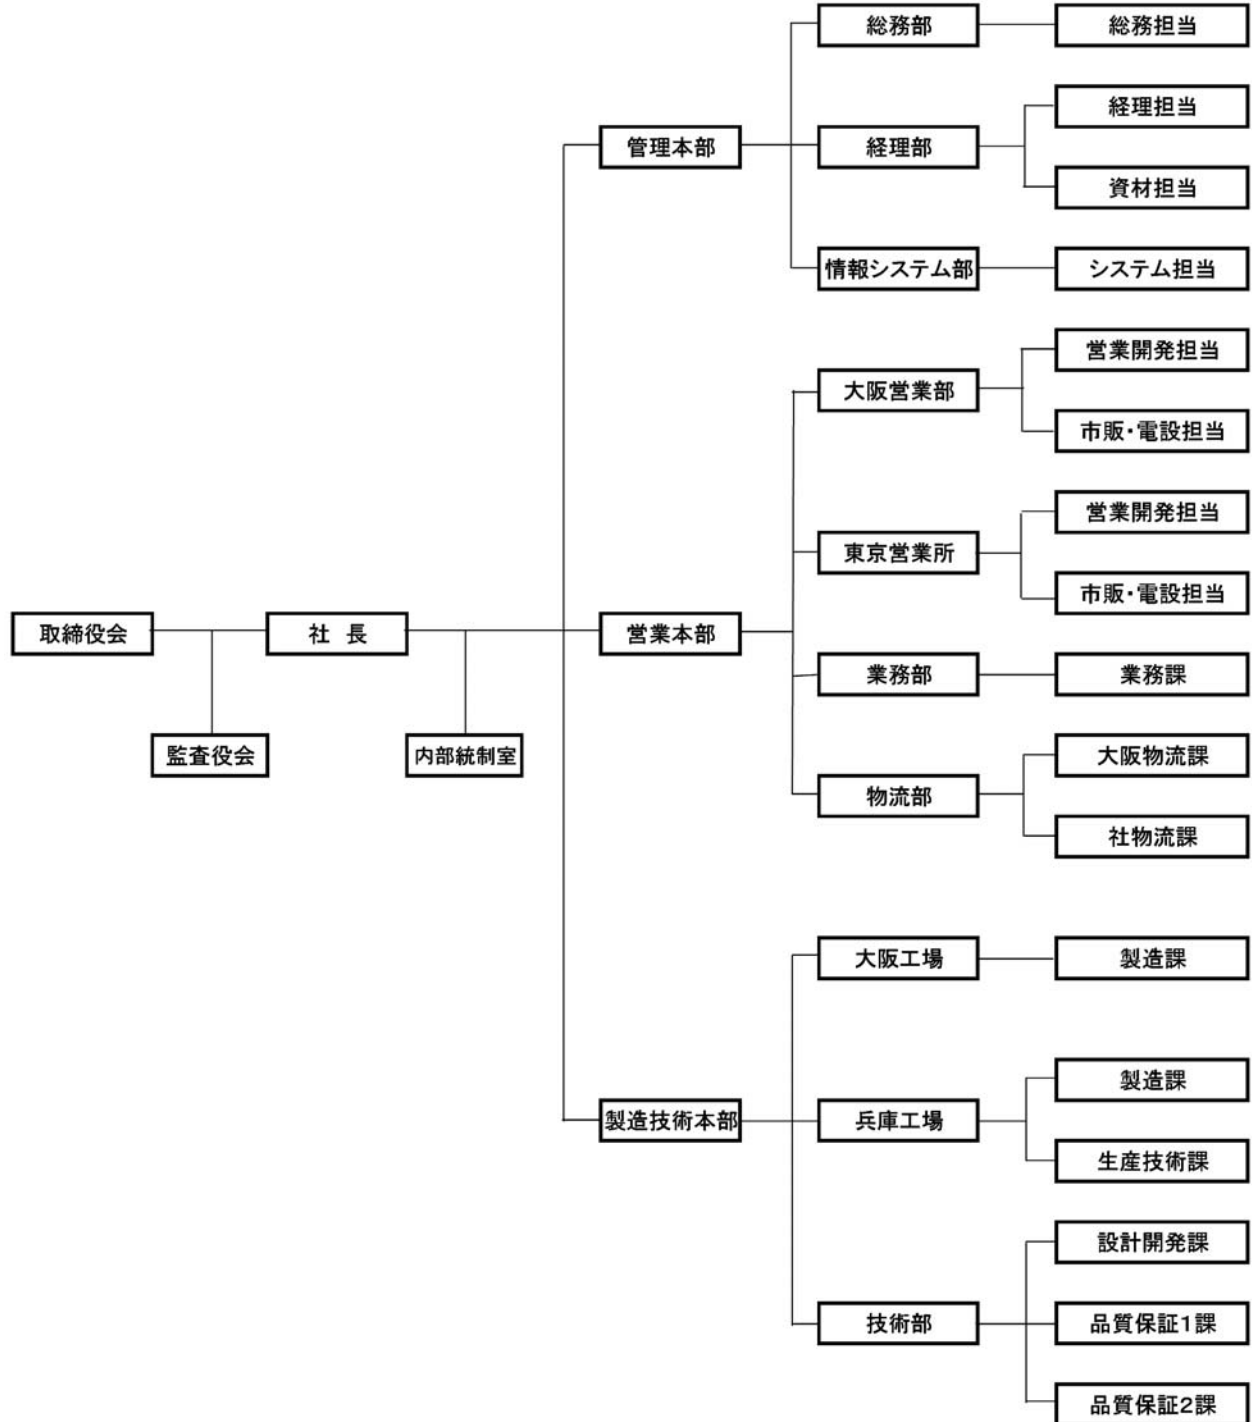 総務部
総務担当
経理担当
管理本部
経理部
資材担当
情報システム部
システム担当
営業開発担当
大阪営業部
市販・電設担当
営業開発担当
東京営業所
市販・電設担当
取締役会
社 長
営業本部
業務部
業務課
監査役会
内部統制室
大阪物流課
物流部
社物流課
大阪工場
製造課
製造課
製造技術本部
兵庫工場
生産技術課
設計開発課
技術部
品質保証1課
品質保証2課